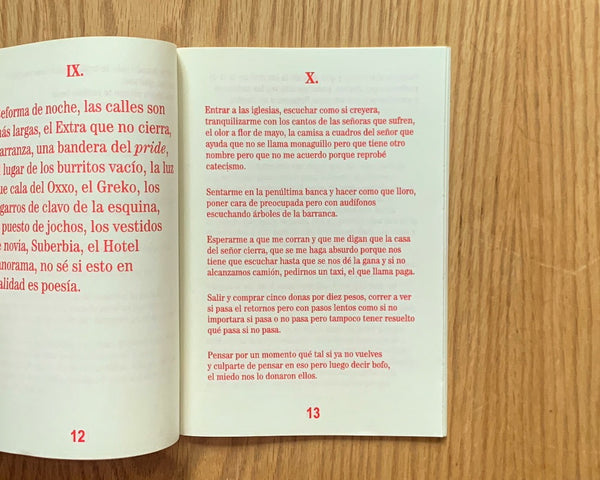 IX.
eforma de noche, las calles son
más largas, el Extra que no cierra,
arranza, una bandera del pride,
lugar de los burritos vacío, la luz
ue cala del Oxxo, el Greko, los
garros de clavo de la esquina,
puesto de jochos, los vestidos
e novia, Suberbia, el Hotel
norama, no sé si esto en
alidad es poesía.
12
X.
Entrar a las iglesias, escuchar como si creyera,
tranquilizarme con los cantos de las señoras que sufren,
el olor a flor de mayo, la camisa a cuadros del señor que
ayuda que no se llama monaguillo pero que tiene otro
nombre pero que no me acuerdo porque reprobé
catecismo.
Sentarme en la penúltima banca y hacer como que lloro,
poner cara de preocupada pero con audífonos
escuchando árboles de la barranca.
Esperarme a que me corran y que me digan que la casa
del señor cierra, que se me haga absurdo porque nos
tiene que escuchar hasta que se nos dé la gana y si no
alcanzamos camión, pedirnos un taxi, el que llama paga.
Salir y comprar cinco donas por diez pesos, correr a ver
si pasa el retornos pero con pasos lentos como si no
importara si pasa o no pasa pero tampoco tener resuelto
qué pasa si no pasa.
Pensar por un momento qué tal si ya no vuelves
y culparte de pensar en eso pero luego decir bofo,
el miedo nos lo donaron ellos.
13